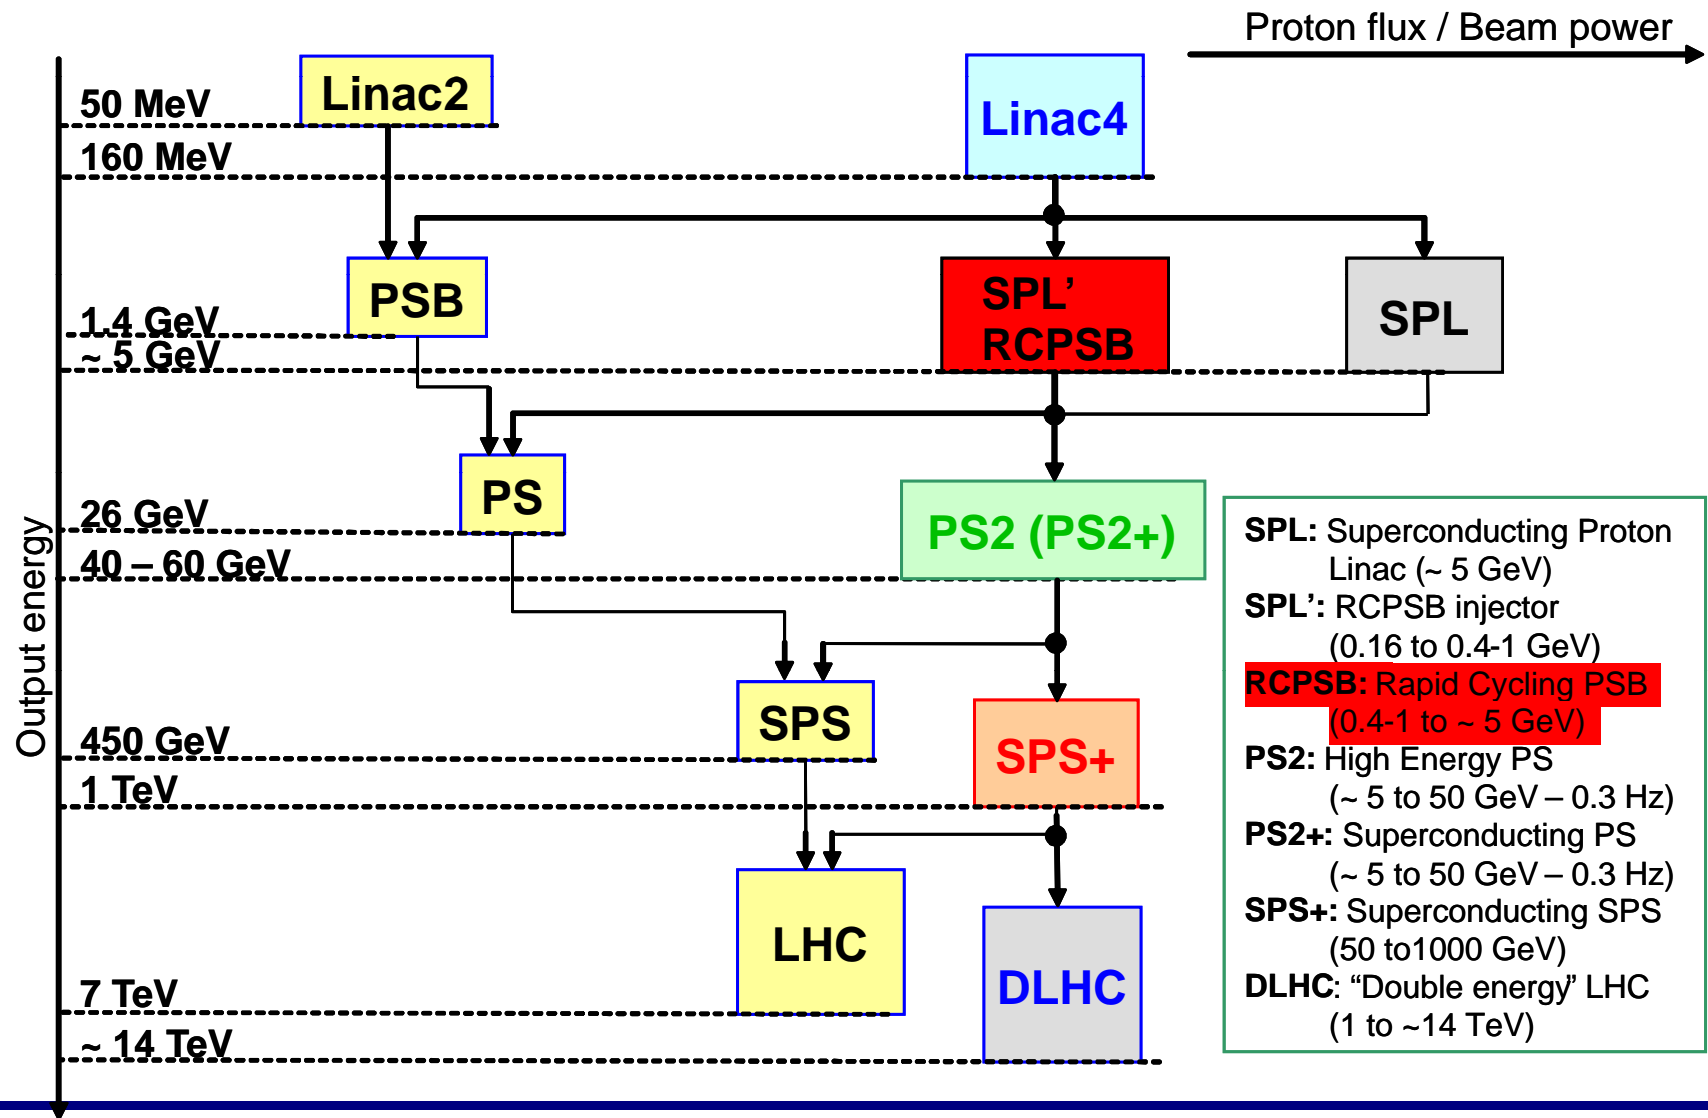 Proton flux / Beam power
Linac2
50 MeV
Linac4
160 MeV
PSB
SPL’
RCPSB
SPL
1.4 GeV
~ 5 GeV
PS
26 GeV
PS2 (PS2+)
40 – 60 GeV
Output energy
SPS
450 GeV
SPS+
1 TeV
LHC
DLHC
7 TeV
~ 14 TeV
SPL: Superconducting Proton
Linac (~ 5 GeV)
SPL’: RCPSB injector
(0.16 to 0.4-1 GeV)
RCPSB: Rapid Cycling PSB
(0.4-1 to ~ 5 GeV)
PS2: High Energy PS
(~ 5 to 50 GeV – 0.3 Hz)
PS2+: Superconducting PS
(~ 5 to 50 GeV – 0.3 Hz)
SPS+: Superconducting SPS
(50 to1000 GeV)
DLHC: “Double energy” LHC
(1 to ~14 TeV)